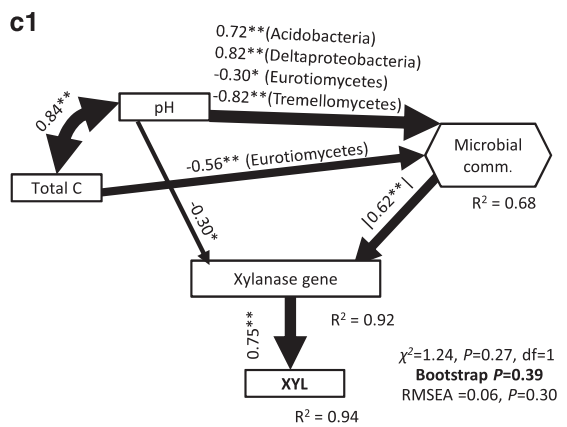 c1
0.72**(Acidobacteria)
0.82**(Deltaproteobacteria)
-0.30* (Eurotiomycetes)
-0.82**(Tremellomycetes)
0.84**
pH
Microbial
comm.
-0.56** (Eurotiomycetes)
Total C
R² = 0.68
-0.30*
|0.62**|
Xylanase gene
R² = 0.92
0.75**
χ²=1.24, P=0.27, df=1
Bootstrap P=0.39
RMSEA =0.06, P=0.30
XYL
R² = 0.94